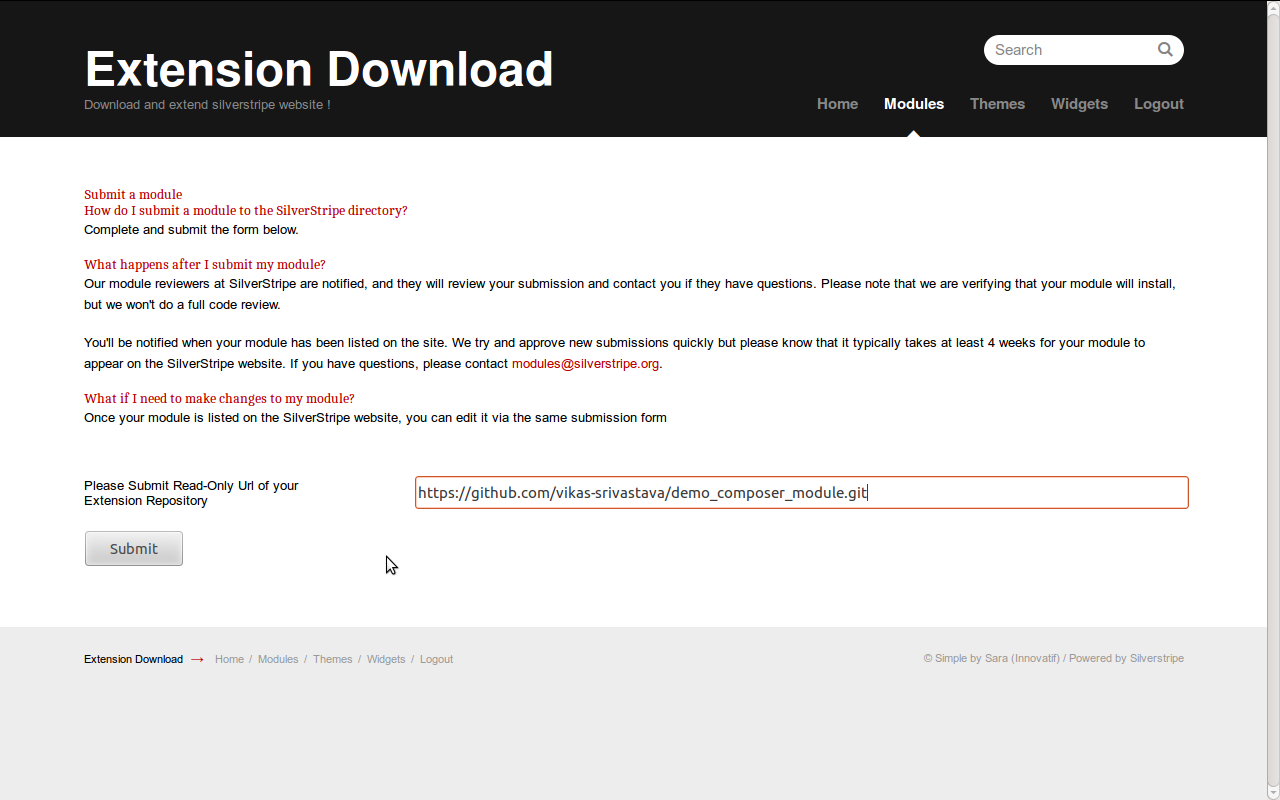 Extension Download
Download and extend silverstripe website !
Search
Home Modules Themes Widgets Logout
Submit a module
How do I submit a module to the SilverStripe directory?
Complete and submit the form below.
What happens after I submit my module?
Our module reviewers at SilverStripe are notified, and they will review your submission and contact you if they have questions. Please note that we are verifying that your module will install,
but we won't do a full code review.
You'll be notified when your module has been listed on the site. We try and approve new submissions quickly but please know that it typically takes at least 4 weeks for your module to
appear on the SilverStripe website. If you have questions, please contact modules@silverstripe.org.
What if I need to make changes to my module?
Once your module is listed on the SilverStripe website, you can edit it via the same submission form
Please Submit Read-Only Url of your
Extension Repository
https://github.com/vikas-srivastava/demo_composer_module.git
Submit
Extension Download → Home / Modules / Themes / Widgets / Logout
© Simple by Sara (Innovatif) / Powered by Silverstripe